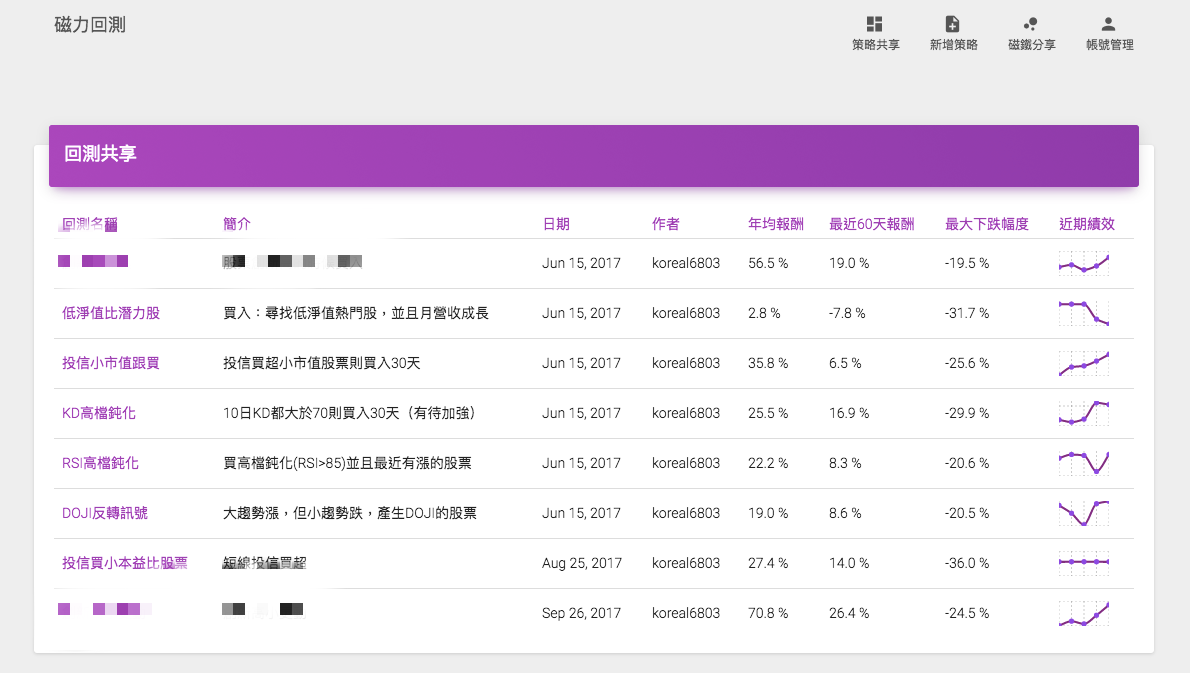 磁力回測
策略共享 新增策略 磁鐵分享 帳號管理
回測共享
回測名稱 簡介 日期 作者 年均報酬 最近60天報酬 最大下跌幅度 近期績效
Jun 15, 2017 koreal6803 56.5 % 19.0 % -19.5 %
低淨值比潛力股 買入：尋找低淨值熱門股，並且月營收成長 Jun 15, 2017 koreal6803 2.8 % -7.8 % -31.7 %
投信小市值跟買 投信買超小市值股票則買入30天 Jun 15, 2017 koreal6803 35.8 % 6.5 % -25.6 %
KD高檔鈍化 10日KD都大於70則買入30天（有待加強） Jun 15, 2017 koreal6803 25.5 % 16.9 % -29.9 %
RSI高檔鈍化 買高檔鈍化(RSI>85)並且最近有漲的股票 Jun 15, 2017 koreal6803 22.2 % 8.3 % -20.6 %
DOJI反轉訊號 大趨勢漲，但小趨勢跌，產生DOJI的股票 Jun 15, 2017 koreal6803 19.0 % 8.6 % -20.5 %
投信買小本益比股票 短線投信買超 Aug 25, 2017 koreal6803 27.4 % 14.0 % -36.0 %
Sep 26, 2017 koreal6803 70.8 % 26.4 % -24.5 %